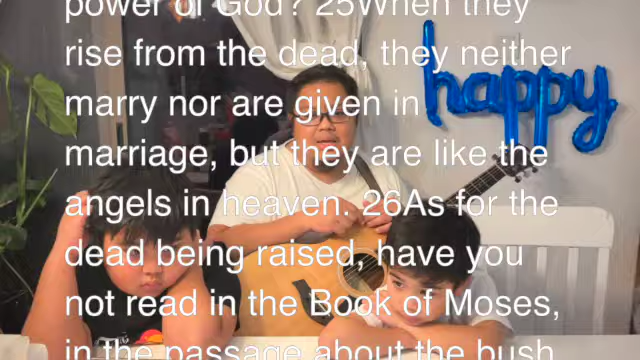 power of God? 25When they
rise from the dead, they neither
marry nor are given in
marriage, but they are like the
angels in heaven. 26As for the
dead being raised, have you
not read in the Book of Moses,
in the passage about the bush,
happy